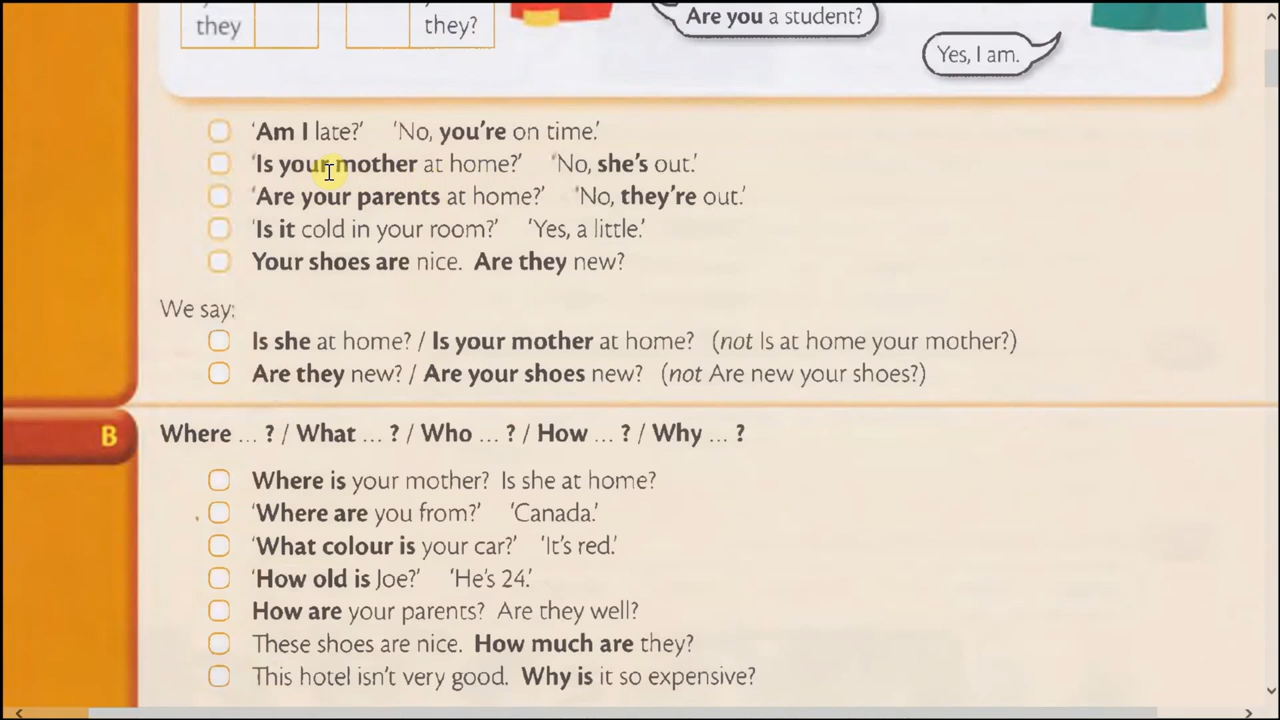 they they?
Are you a student?
Yes, I am.
'Am I late?' 'No, you're on time.'
'Is your mother at home?' 'No, she's out.'
'Are your parents at home?' 'No, they're out.'
'Is it cold in your room?' 'Yes, a little.'
Your shoes are nice. Are they new?
We say:
Is she at home? / Is your mother at home? (not Is at home your mother?)
Are they new? / Are your shoes new? (not Are new your shoes?)
B Where … ? / What … ? / Who … ? / How … ? / Why … ?
Where is your mother? Is she at home?
'Where are you from?' 'Canada.'
'What colour is your car?' 'It's red.'
'How old is Joe?' 'He's 24.'
How are your parents? Are they well?
These shoes are nice. How much are they?
This hotel isn't very good. Why is it so expensive?